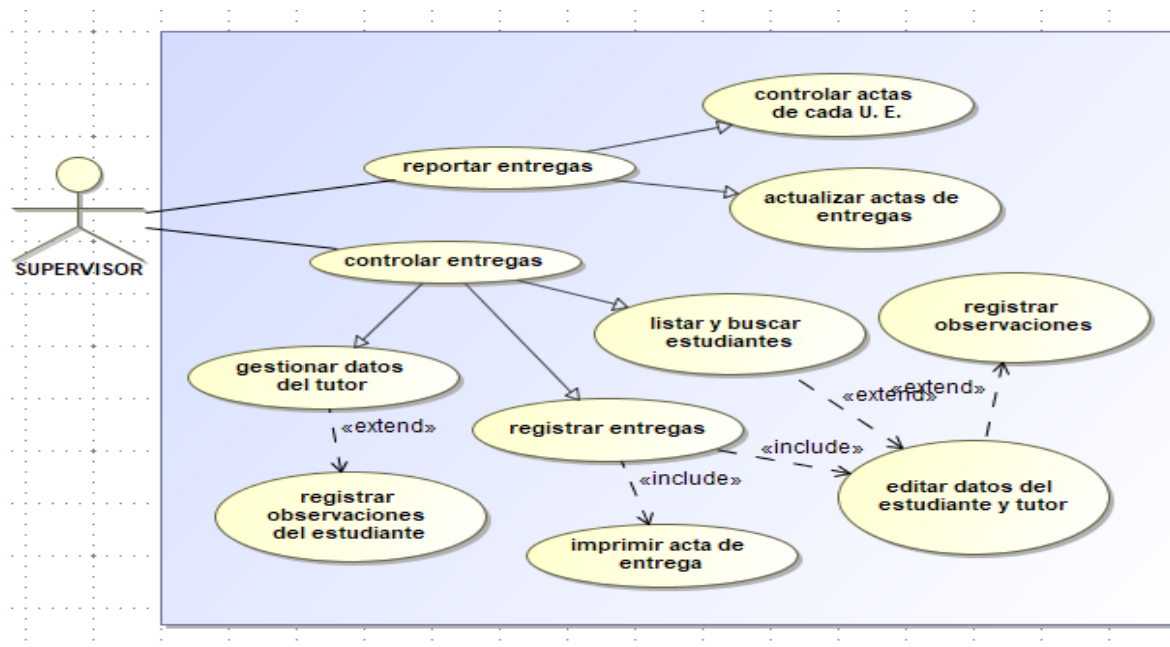 controlar actas
de cada U. E.
reportar entregas
actualizar actas de
entregas
SUPERVISOR
controlar entregas
listar y buscar
estudiantes
registrar
observaciones
gestionar datos
del tutor
«extend»
«extend»
«extend»
registrar entregas
«include»
«include»
editar datos del
estudiante y tutor
registrar
observaciones
del estudiante
imprimir acta de
entrega